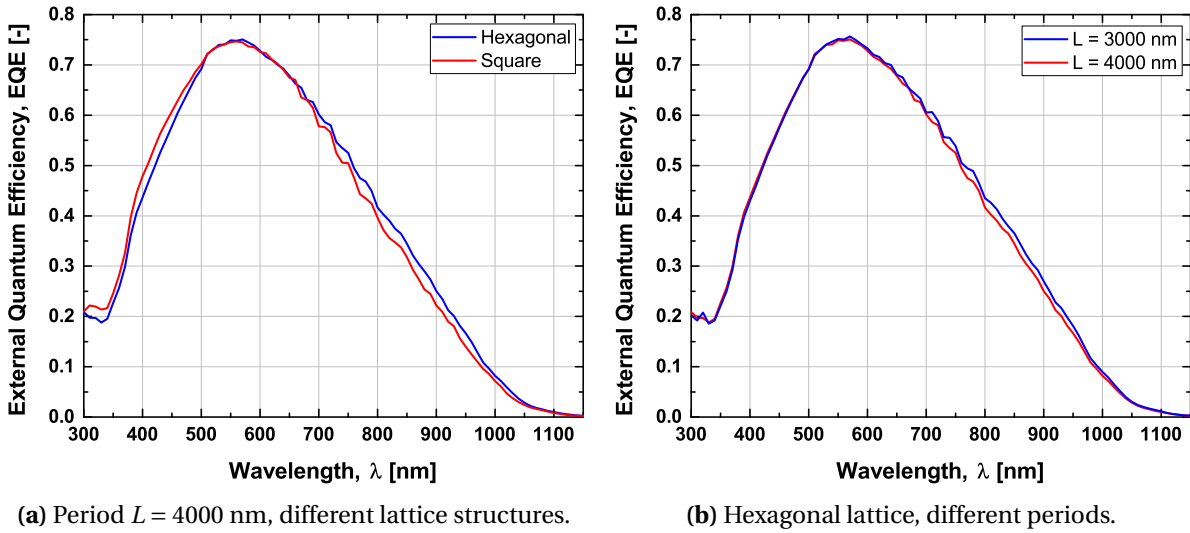 External Quantum Efficiency, EQE [-]
0.8
0.7
0.6
0.5
0.4
0.3
0.2
0.1
0.0
Hexagonal
Square
300 400 500 600 700 800 900 1000 1100
Wavelength, λ [nm]
(a) Period L = 4000 nm, different lattice structures.
External Quantum Efficiency, EQE [-]
0.8
0.7
0.6
0.5
0.4
0.3
0.2
0.1
0.0
L = 3000 nm
L = 4000 nm
300 400 500 600 700 800 900 1000 1100
Wavelength, λ [nm]
(b) Hexagonal lattice, different periods.